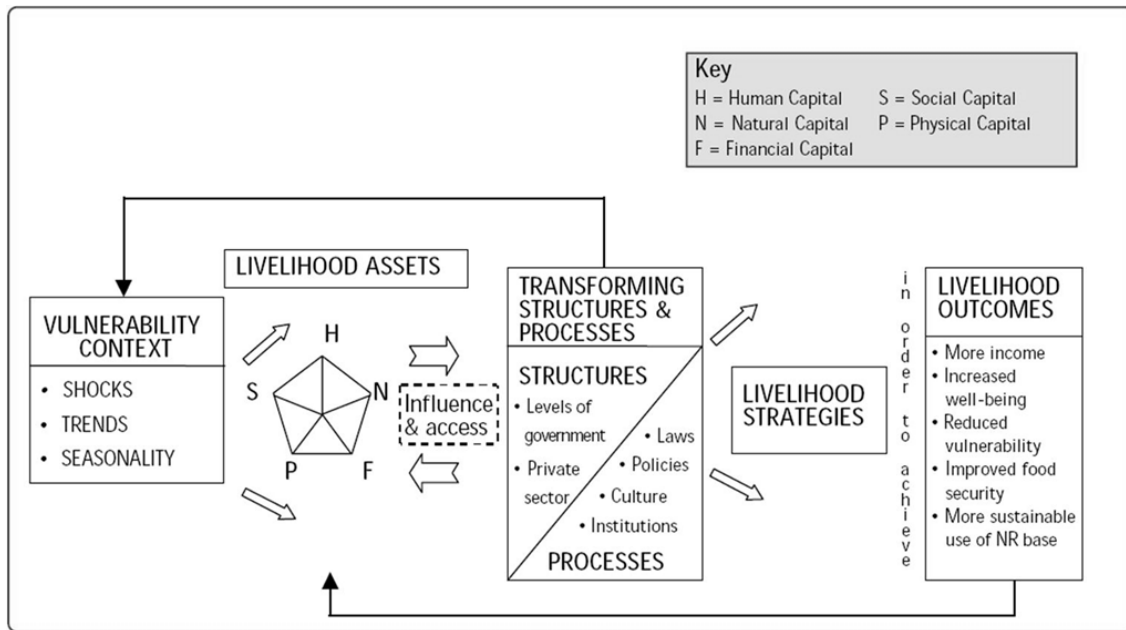 Key
H = Human Capital S = Social Capital
N = Natural Capital P = Physical Capital
F = Financial Capital
LIVELIHOOD ASSETS
VULNERABILITY
CONTEXT
• SHOCKS
• TRENDS
• SEASONALITY
H
S
N
P
F
Influence
& access
TRANSFORMING
STRUCTURES &
PROCESSES
STRUCTURES
• Levels of
government
• Private
sector
• Laws
• Policies
• Culture
• Institutions
PROCESSES
LIVELIHOOD
STRATEGIES
in order to achieve
LIVELIHOOD
OUTCOMES
• More income
• Increased
well-being
• Reduced
vulnerability
• Improved food
security
• More sustainable
use of NR base